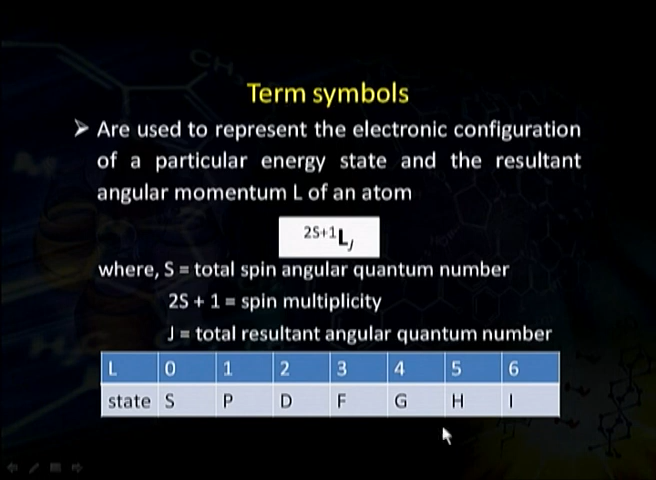 Term symbols
➤ Are used to represent the electronic configuration
of a particular energy state and the resultant
angular momentum L of an atom
2S+1LJ
where, S = total spin angular quantum number
2S + 1 = spin multiplicity
J = total resultant angular quantum number
L 0 1 2 3 4 5 6
state S P D F G H I
CH